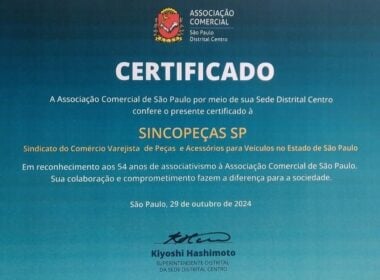 ASSOCIAÇÃO
COMERCIAL
São Paulo
Distrital Centro
CERTIFICADO
A Associação Comercial de São Paulo por meio de sua Sede Distrital Centro
confere o presente certificado à
SINCOPEÇAS SP
Sindicato do Comércio Varejista de Peças e Acessórios para Veículos no Estado de São Paulo
Em reconhecimento aos 54 anos de associativismo à Associação Comercial de São Paulo.
Sua colaboração e comprometimento fazem a diferença para a sociedade.
São Paulo, 29 de outubro de 2024
Kiyoshi Hashimoto
SUPERINTENDENTE DISTRITAL
DA SEDE DISTRITAL CENTRO